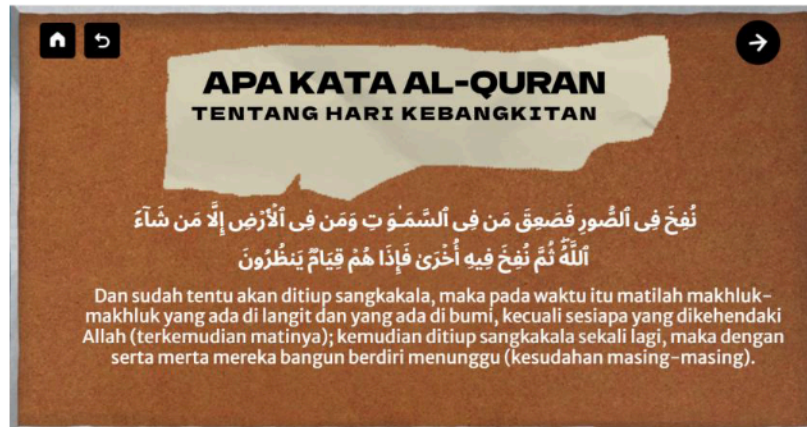 APA KATA AL-QURAN
TENTANG HARI KEBANGKITAN
نُفِخَ فِى ٱلصُّورِ فَصَعِقَ مَن فِى ٱلسَّمَـٰوَ ٰتِ وَمَن فِى ٱلْأَرْضِ إِلَّا مَن شَآءَ
ٱللَّهُ ۖ ثُمَّ نُفِخَ فِيهِ أُخْرَىٰ فَإِذَا هُمْ قِيَامٌ يَنظُرُونَ
Dan sudah tentu akan ditiup sangkakala, maka pada waktu itu matilah makhluk-
makhluk yang ada di langit dan yang ada di bumi, kecuali sesiapa yang dikehendaki
Allah (terkemudian matinya); kemudian ditiup sangkakala sekali lagi, maka dengan
serta merta mereka bangun berdiri menunggu (kesudahan masing-masing).